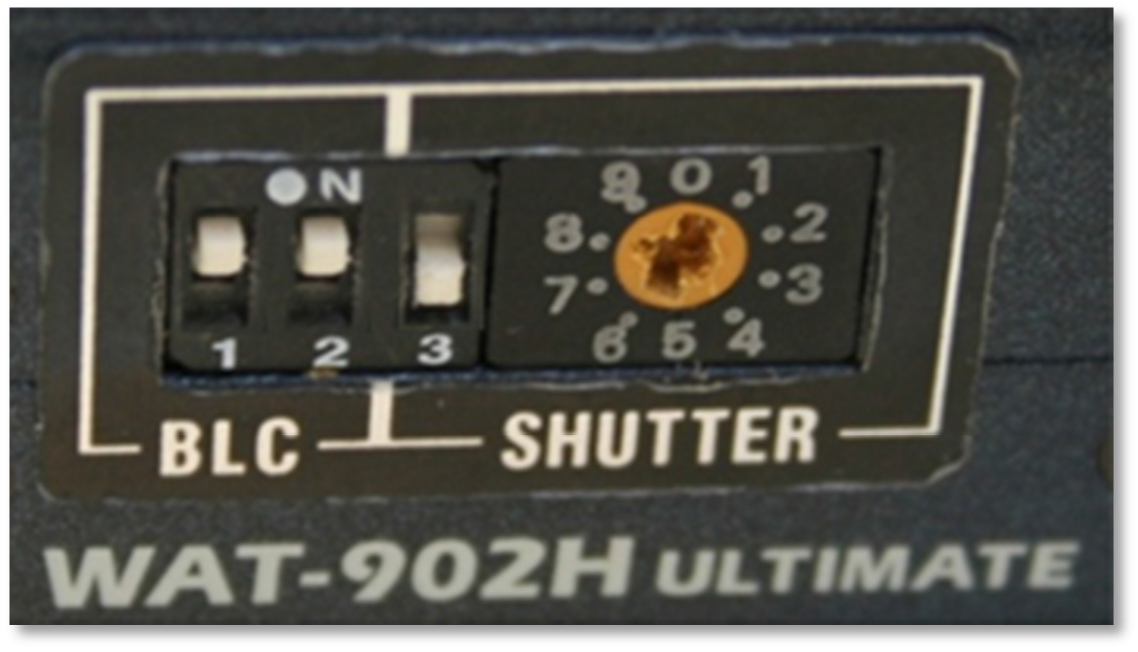 ON
1 2 3
9 0 1
8 2
7 3
6 5 4
BLC SHUTTER
WAT-902H ULTIMATE